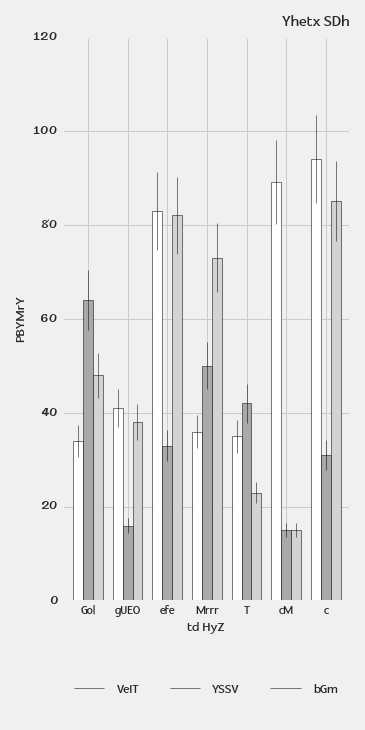 Yhetx SDh
120
100
80
60
40
20
0
PBYMrY
Gol gUEO efe Mrrr T cM c
td HyZ
VeIT YSSV bGm